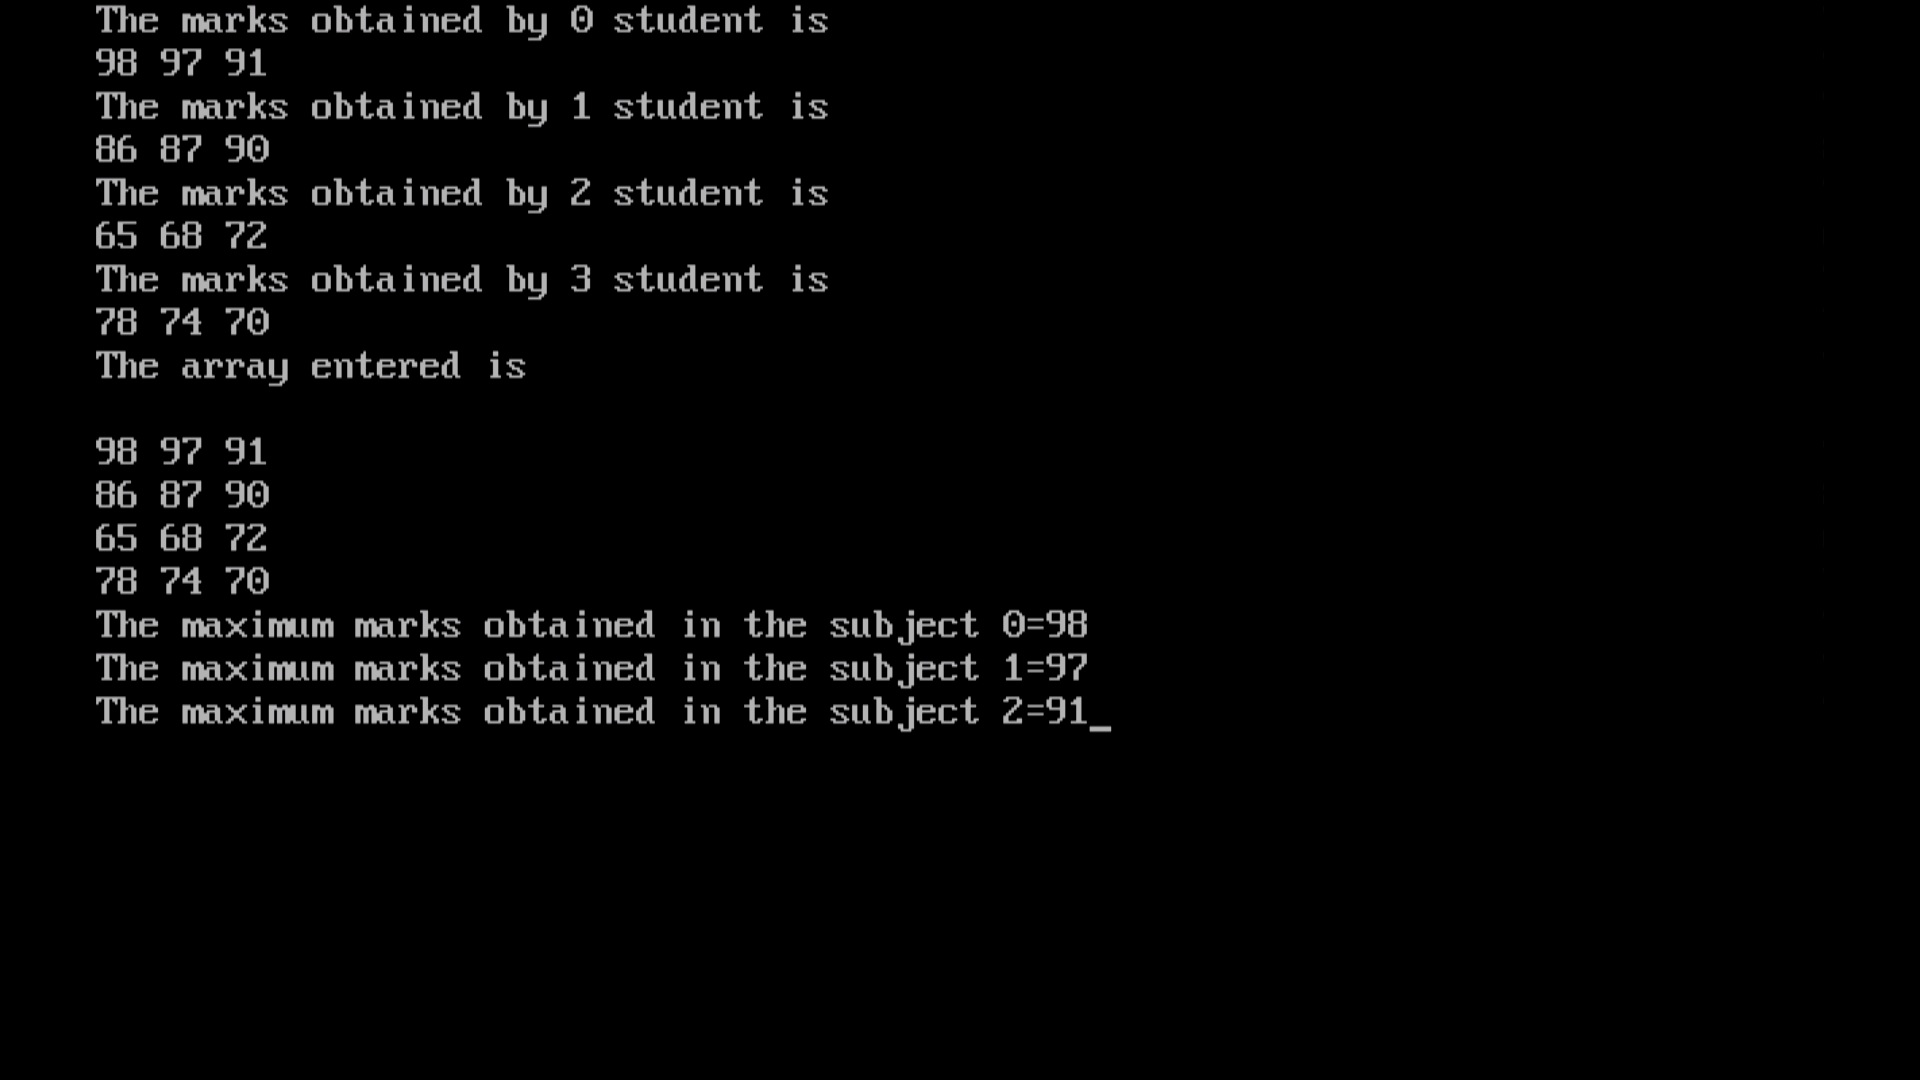 The marks obtained by 0 student is
98 97 91
The marks obtained by 1 student is
86 87 90
The marks obtained by 2 student is
65 68 72
The marks obtained by 3 student is
78 74 70
The array entered is
98 97 91
86 87 90
65 68 72
78 74 70
The maximum marks obtained in the subject 0=98
The maximum marks obtained in the subject 1=97
The maximum marks obtained in the subject 2=91_